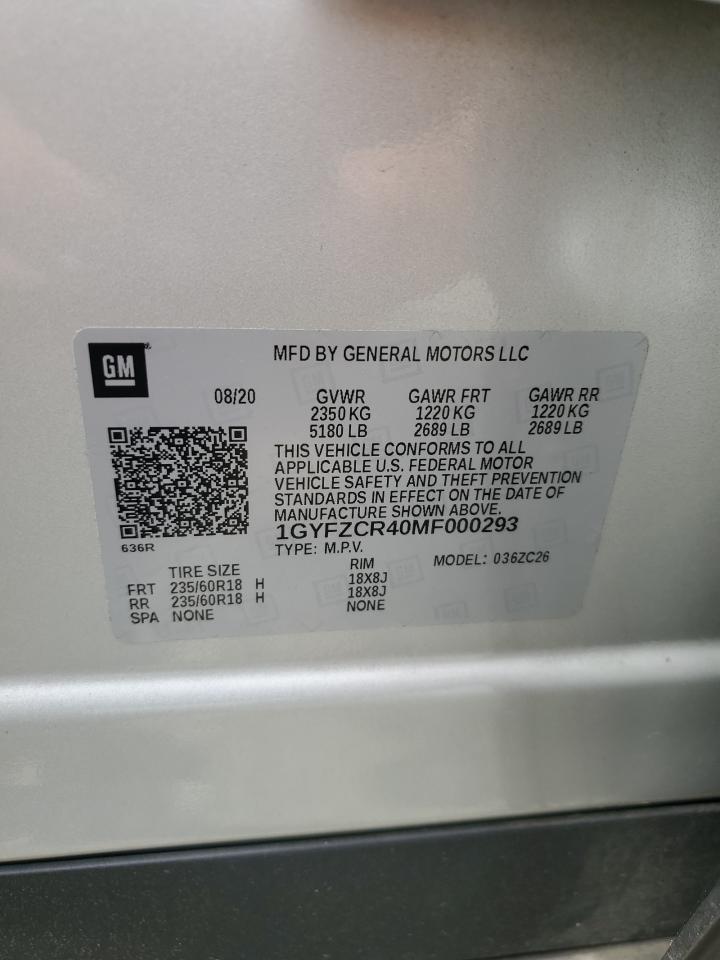 GM
MFD BY GENERAL MOTORS LLC
08/20 GVWR GAWR FRT GAWR RR
2350 KG 1220 KG 1220 KG
5180 LB 2689 LB 2689 LB
THIS VEHICLE CONFORMS TO ALL
APPLICABLE U.S. FEDERAL MOTOR
VEHICLE SAFETY AND THEFT PREVENTION
STANDARDS IN EFFECT ON THE DATE OF
MANUFACTURE SHOWN ABOVE.
1GYFZCR40MF000293
636R
TYPE: M.P.V.
MODEL: 036ZC26
TIRE SIZE RIM
FRT 235/60R18 H 18X8J
RR 235/60R18 H 18X8J
SPA NONE NONE